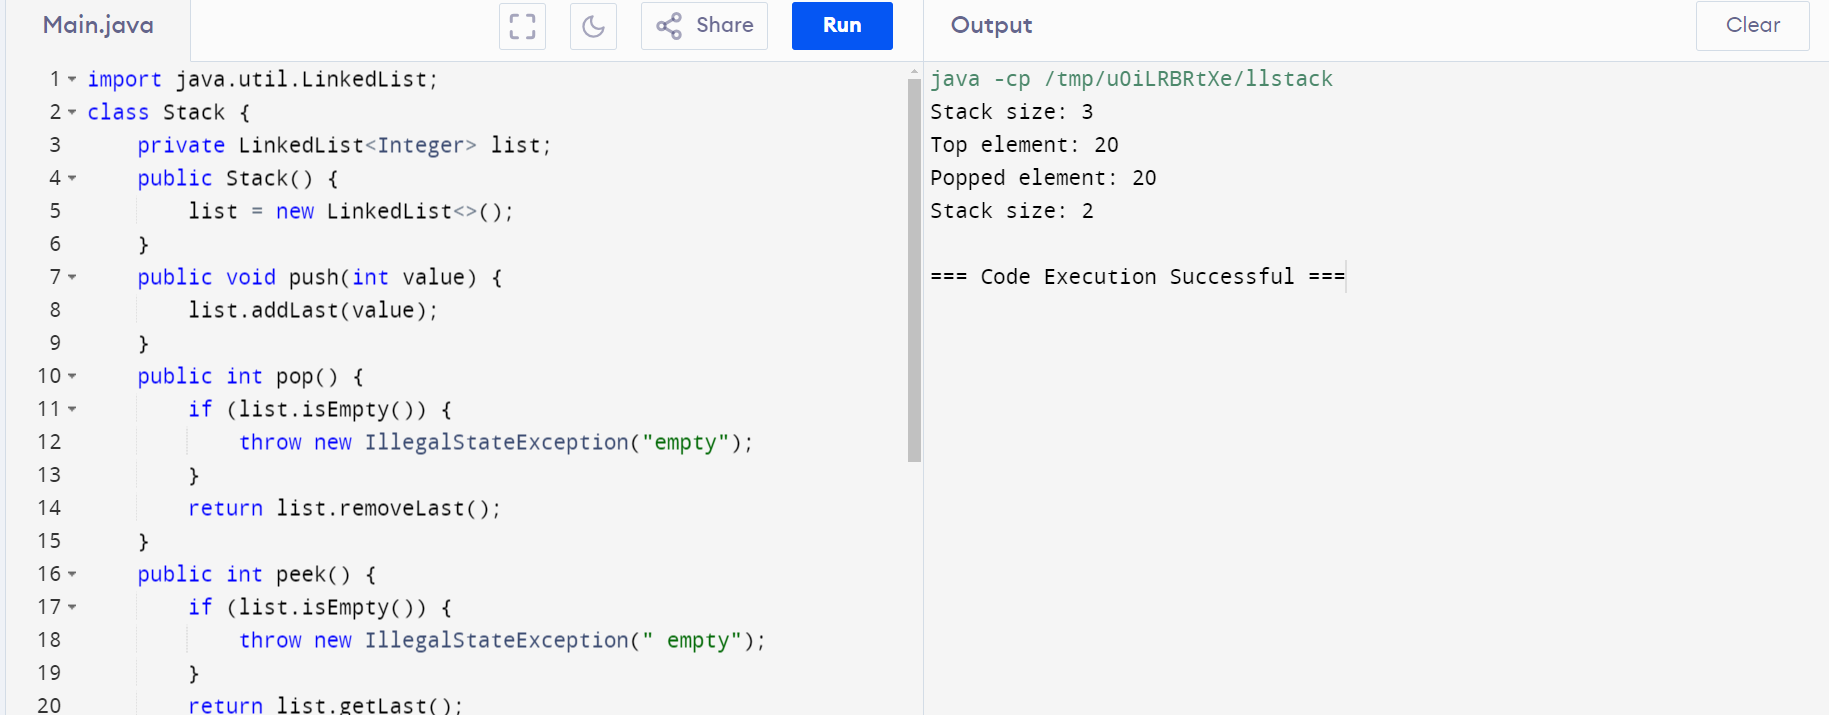 Main.java
Share
Run
Output
Clear
1 import java.util.LinkedList;
2 class Stack {
3     private LinkedList<Integer> list;
4     public Stack() {
5         list = new LinkedList<>();
6     }
7     public void push(int value) {
8         list.addLast(value);
9     }
10     public int pop() {
11         if (list.isEmpty()) {
12             throw new IllegalStateException("empty");
13         }
14         return list.removeLast();
15     }
16     public int peek() {
17         if (list.isEmpty()) {
18             throw new IllegalStateException(" empty");
19         }
20         return list.getLast();
java -cp /tmp/uOiLRBRtXe/llstack
Stack size: 3
Top element: 20
Popped element: 20
Stack size: 2
=== Code Execution Successful ===